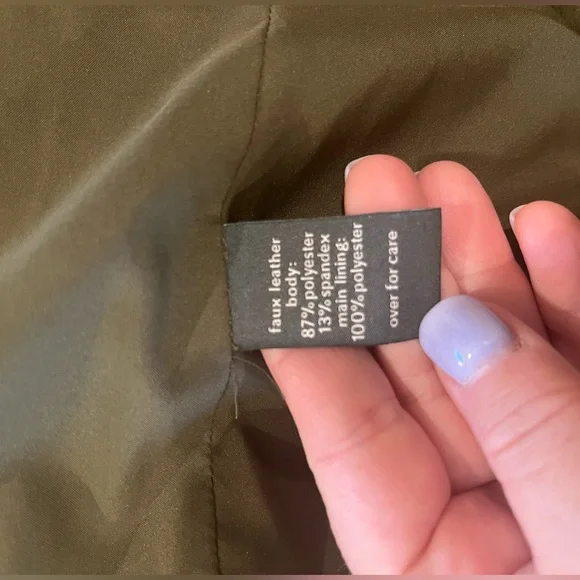 faux leather
body:
87% polyester
13% spandex
main lining:
100% polyester
over for care